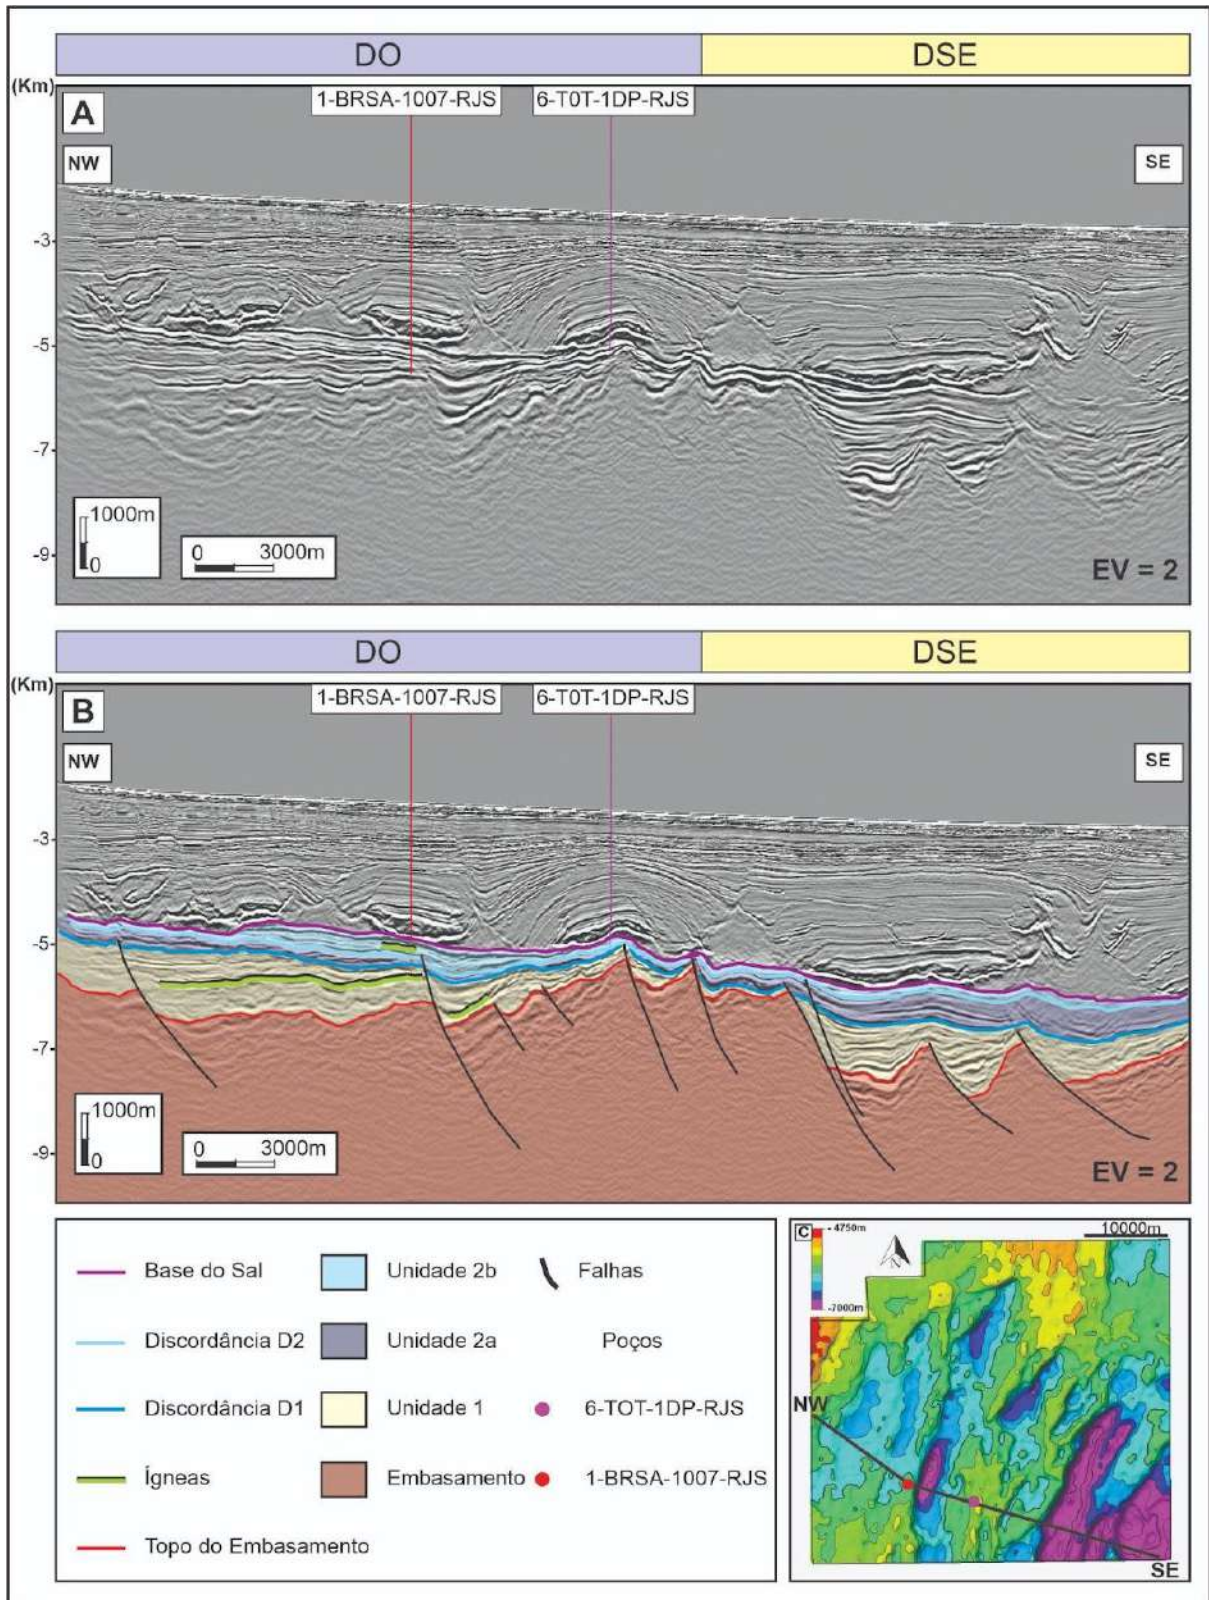 DO DSE
(Km)
1-BRSA-1007-RJS 6-T0T-1DP-RJS
A
NW SE
-3
-5
-7
1000m
0
0 3000m
-9
EV = 2
DO DSE
(Km)
1-BRSA-1007-RJS 6-T0T-1DP-RJS
B
NW SE
-3
-5
-7
1000m
0
0 3000m
-9
EV = 2
Base do Sal
Discordância D2
Discordância D1
Ígneas
Topo do Embasamento
Unidade 2b
Unidade 2a
Unidade 1
Embasamento
Falhas
Poços
6-TOT-1DP-RJS
1-BRSA-1007-RJS
C
- 4750m
-7000m
10000m
N
NW
SE